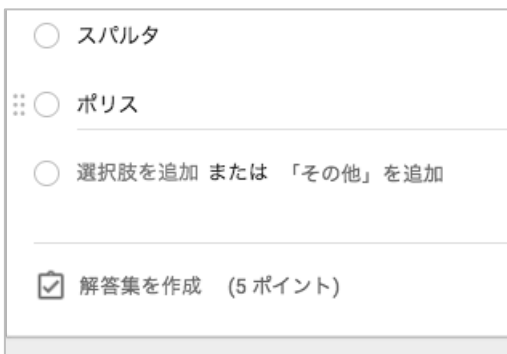 スパルタ
ポリス
選択肢を追加 または 「その他」を追加
解答集を作成 (5 ポイント)